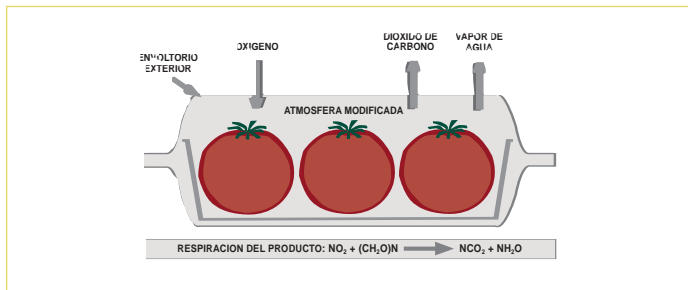 ENVOLTORIO
EXTERIOR
OXIGENO
DIOXIDO DE
CARBONO
VAPOR DE
AGUA
ATMOSFERA MODIFICADA
RESPIRACION DEL PRODUCTO: NO₂ + (CH₂O)N → NCO₂ + NH₂O